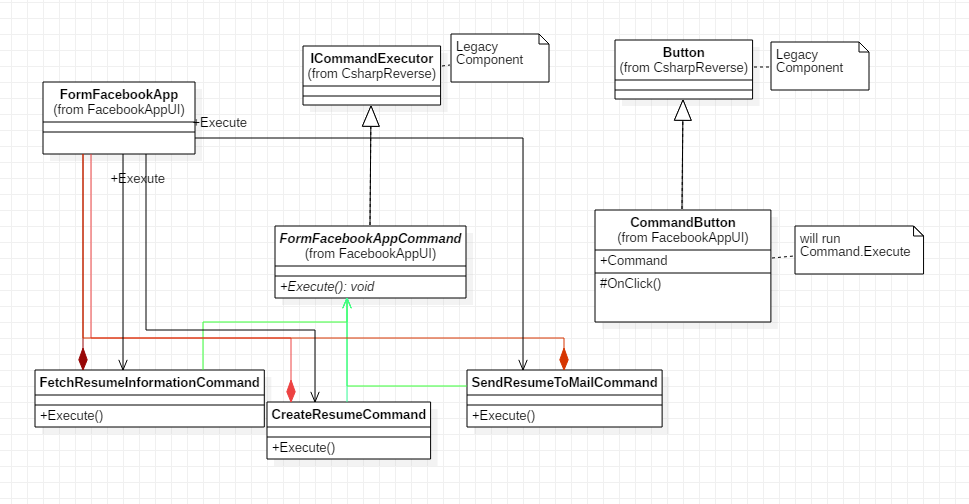 ICommandExecutor
(from CsharpReverse)
Legacy
Component
Button
(from CsharpReverse)
Legacy
Component
FormFacebookApp
(from FacebookAppUI)
+Execute
+Exexute
FormFacebookAppCommand
(from FacebookAppUI)
+Execute(): void
CommandButton
(from FacebookAppUI)
+Command
#OnClick()
will run
Command.Execute
FetchResumeInformationCommand
+Execute()
CreateResumeCommand
+Execute()
SendResumeToMailCommand
+Execute()